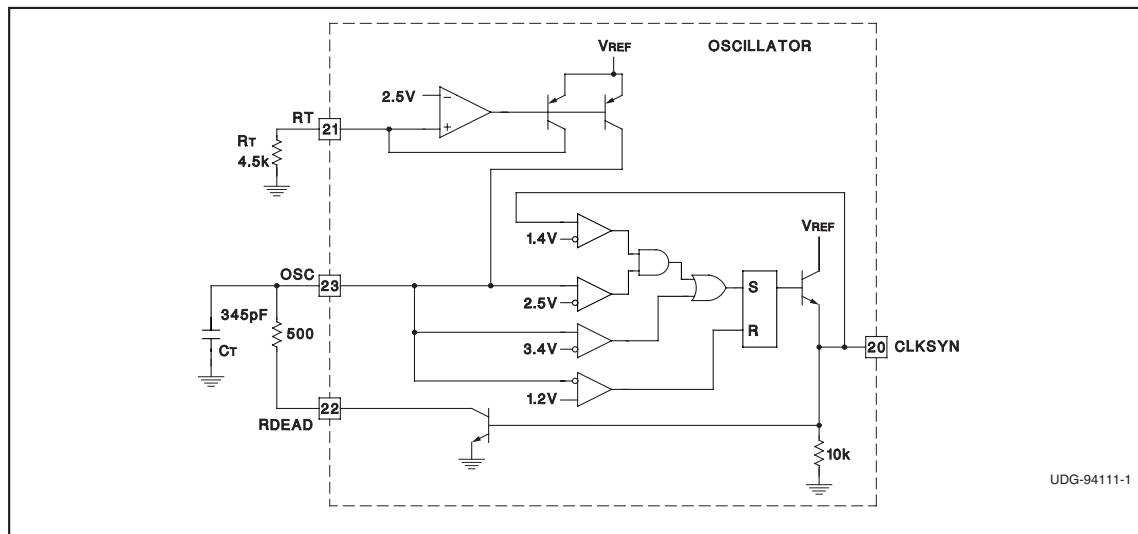 OSCILLATOR
VREF
2.5V
RT
21
RT
4.5k
VREF
1.4V
OSC
23
2.5V
S
345pF
500
3.4V
R
20
CLKSYN
CT
1.2V
22
RDEAD
10k
UDG-94111-1